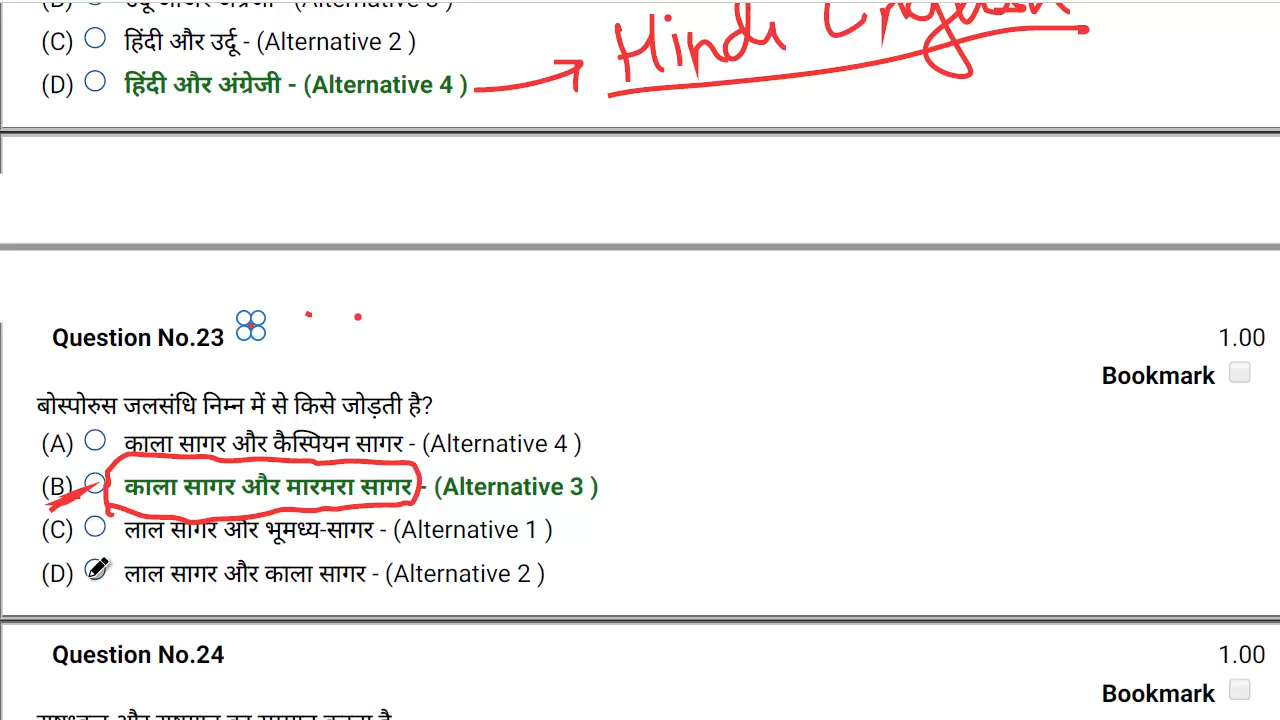 (C) हिंदी और उर्दू - (Alternative 2 )
Hindi English
(D) हिंदी और अंग्रेजी - (Alternative 4 )
Question No.23
1.00
Bookmark
बोस्पोरुस जलसंधि निम्न में से किसे जोड़ती है?
(A) काला सागर और कैस्पियन सागर - (Alternative 4 )
(B) काला सागर और मारमरा सागर - (Alternative 3 )
(C) लाल सागर और भूमध्य-सागर - (Alternative 1 )
(D) लाल सागर और काला सागर - (Alternative 2 )
Question No.24
1.00
Bookmark